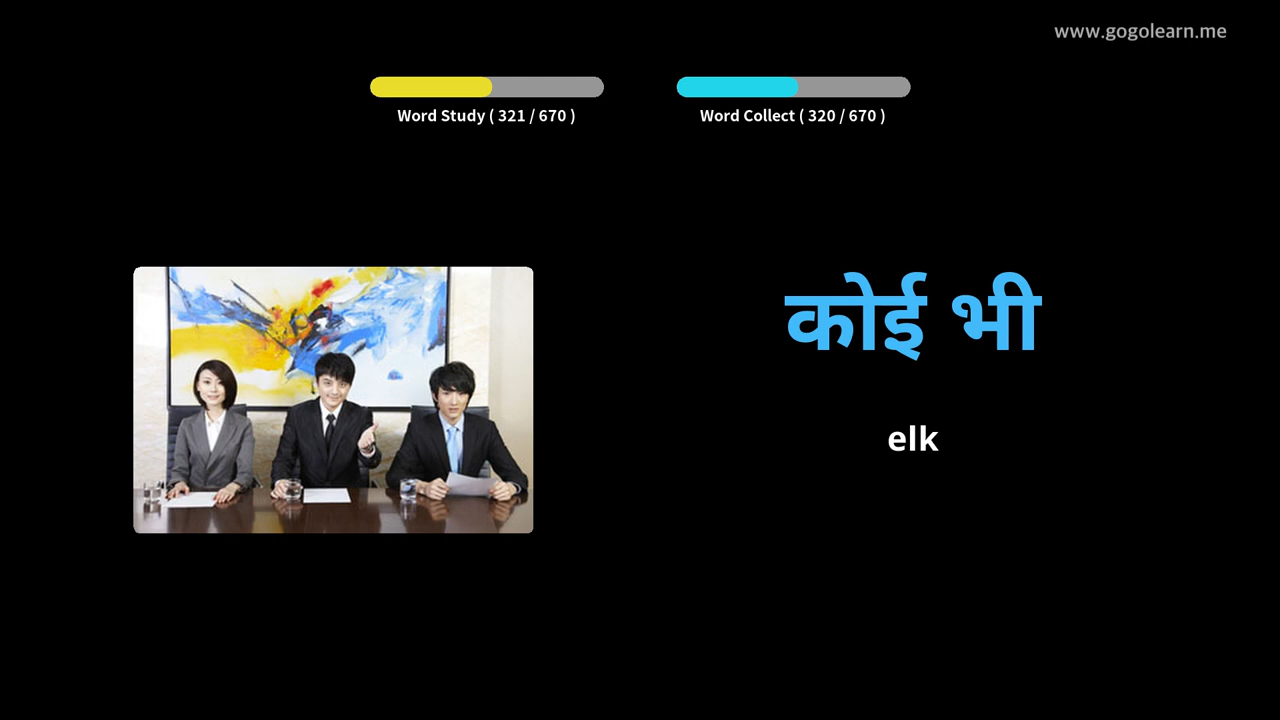 www.gogolearn.me
Word Study ( 321 / 670 )
Word Collect ( 320 / 670 )
कोई भी
elk